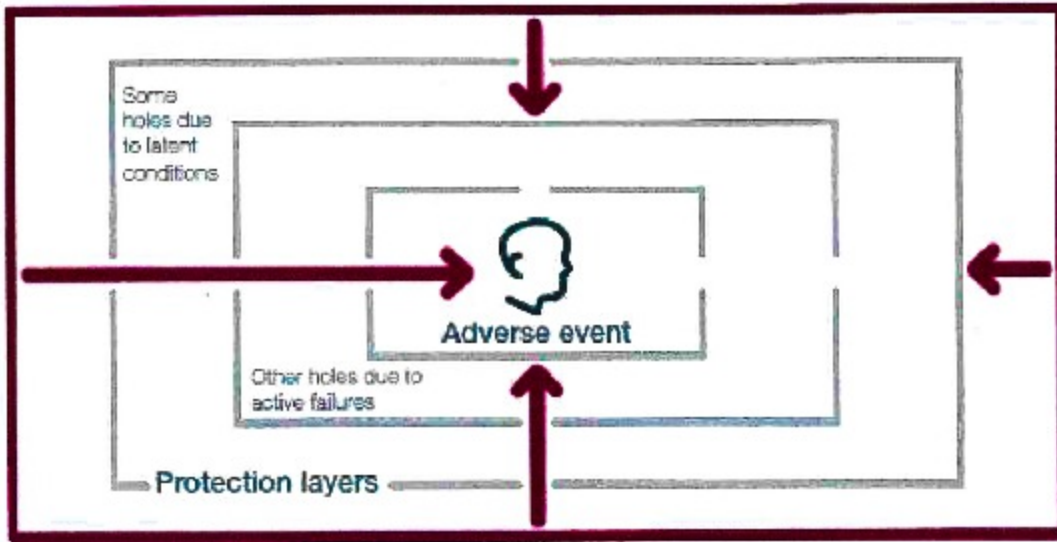 Some
holes due
to latent
conditions
Adverse event
Other holes due to
active failures
Protection layers